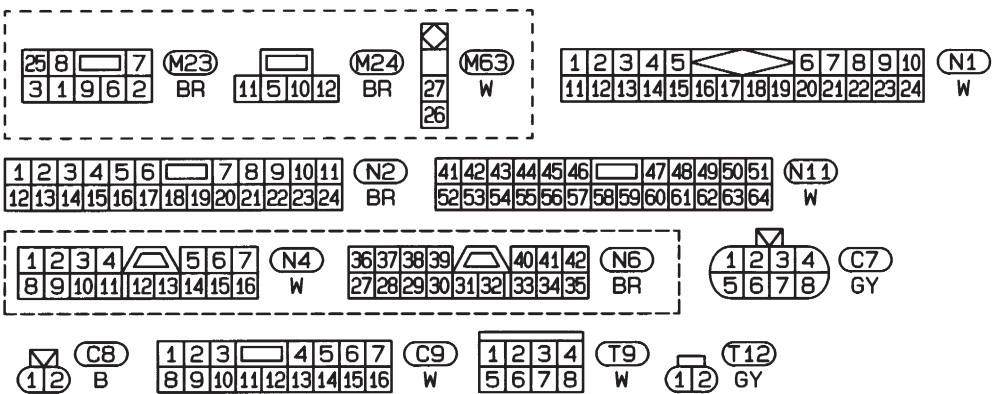 25 8 7 M23
3 1 9 6 2 BR
M24
11 5 10 12 BR
M63
27 W
26
1 2 3 4 5 6 7 8 9 10 N1
11 12 13 14 15 16 17 18 19 20 21 22 23 24 W
1 2 3 4 5 6 7 8 9 10 11 N2
12 13 14 15 16 17 18 19 20 21 22 23 24 BR
41 42 43 44 45 46 47 48 49 50 51 N11
52 53 54 55 56 57 58 59 60 61 62 63 64 W
1 2 3 4 5 6 7 N4
8 9 10 11 12 13 14 15 16 W
36 37 38 39 40 41 42 N6
27 28 29 30 31 32 33 34 35 BR
1 2 3 4 C7
5 6 7 8 GY
C8
1 2 B
1 2 3 4 5 6 7 C9
8 9 10 11 12 13 14 15 16 W
1 2 3 4 T9
5 6 7 8 W
T12
1 2 GY